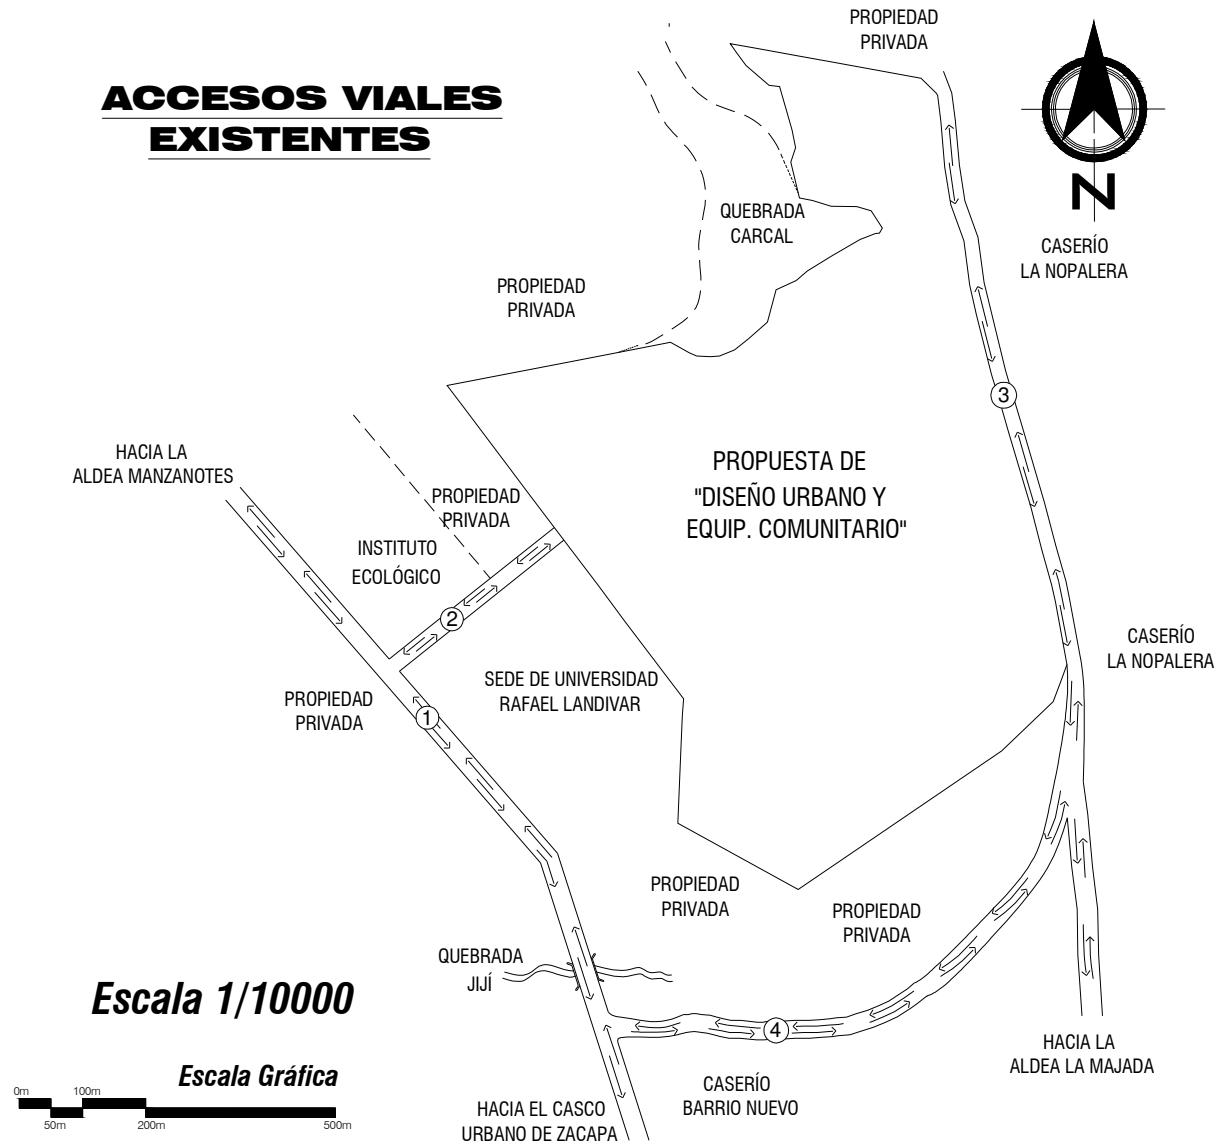 PROPIEDAD
PRIVADA
ACCESOS VIALES
EXISTENTES
N
QUEBRADA
CARCAL
CASERÍO
LA NOPALERA
PROPIEDAD
PRIVADA
3
HACIA LA
ALDEA MANZANOTES
PROPUESTA DE
"DISEÑO URBANO Y
EQUIP. COMUNITARIO"
PROPIEDAD
PRIVADA
INSTITUTO
ECOLÓGICO
2
CASERÍO
LA NOPALERA
SEDE DE UNIVERSIDAD
RAFAEL LANDIVAR
PROPIEDAD
PRIVADA
1
PROPIEDAD
PRIVADA
PROPIEDAD
PRIVADA
QUEBRADA
JIJÍ
Escala 1/10000
4
HACIA LA
ALDEA LA MAJADA
Escala Gráfica
0m 100m
50m 200m 500m
CASERÍO
BARRIO NUEVO
HACIA EL CASCO
URBANO DE ZACAPA